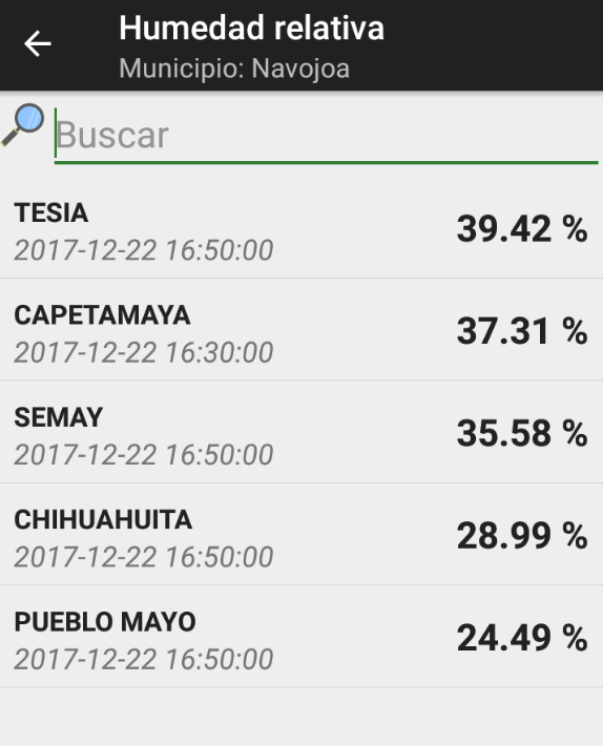 Humedad relativa
Municipio: Navojoa
Buscar
TESIA
2017-12-22 16:50:00
39.42 %
CAPETAMAYA
2017-12-22 16:30:00
37.31 %
SEMAY
2017-12-22 16:50:00
35.58 %
CHIHUAHUITA
2017-12-22 16:50:00
28.99 %
PUEBLO MAYO
2017-12-22 16:50:00
24.49 %